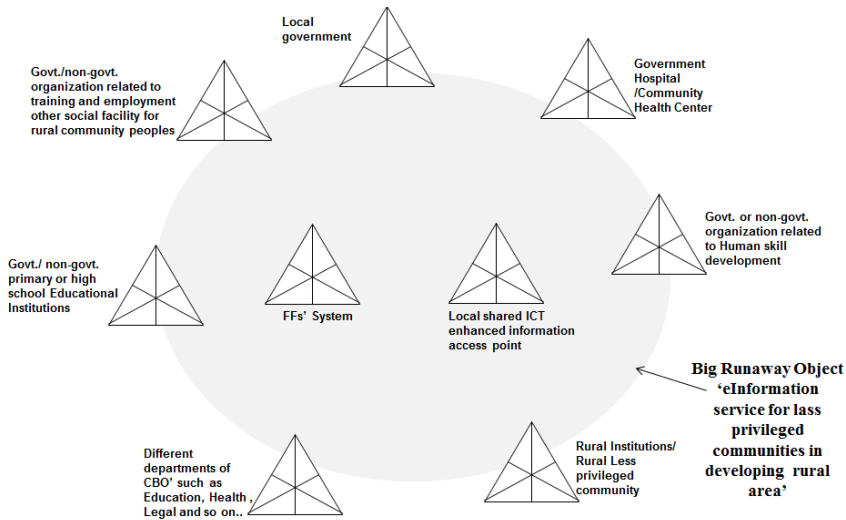 Local
government
Govt./non-govt.
organization related to
training and employment
other social facility for
rural community peoples
Government
Hospital
/Community
Health Center
Govt. or non-govt.
organization related
to Human skill
development
Govt./ non-govt.
primary or high
school Educational
Institutions
FFs' System
Local shared ICT
enhanced information
access point
Big Runaway Object
‘eInformation
service for lass
privileged
communities in
developing rural
area’
Different
departments of
CBO' such as
Education, Health ,
Legal and so on..
Rural Institutions/
Rural Less
privileged
community